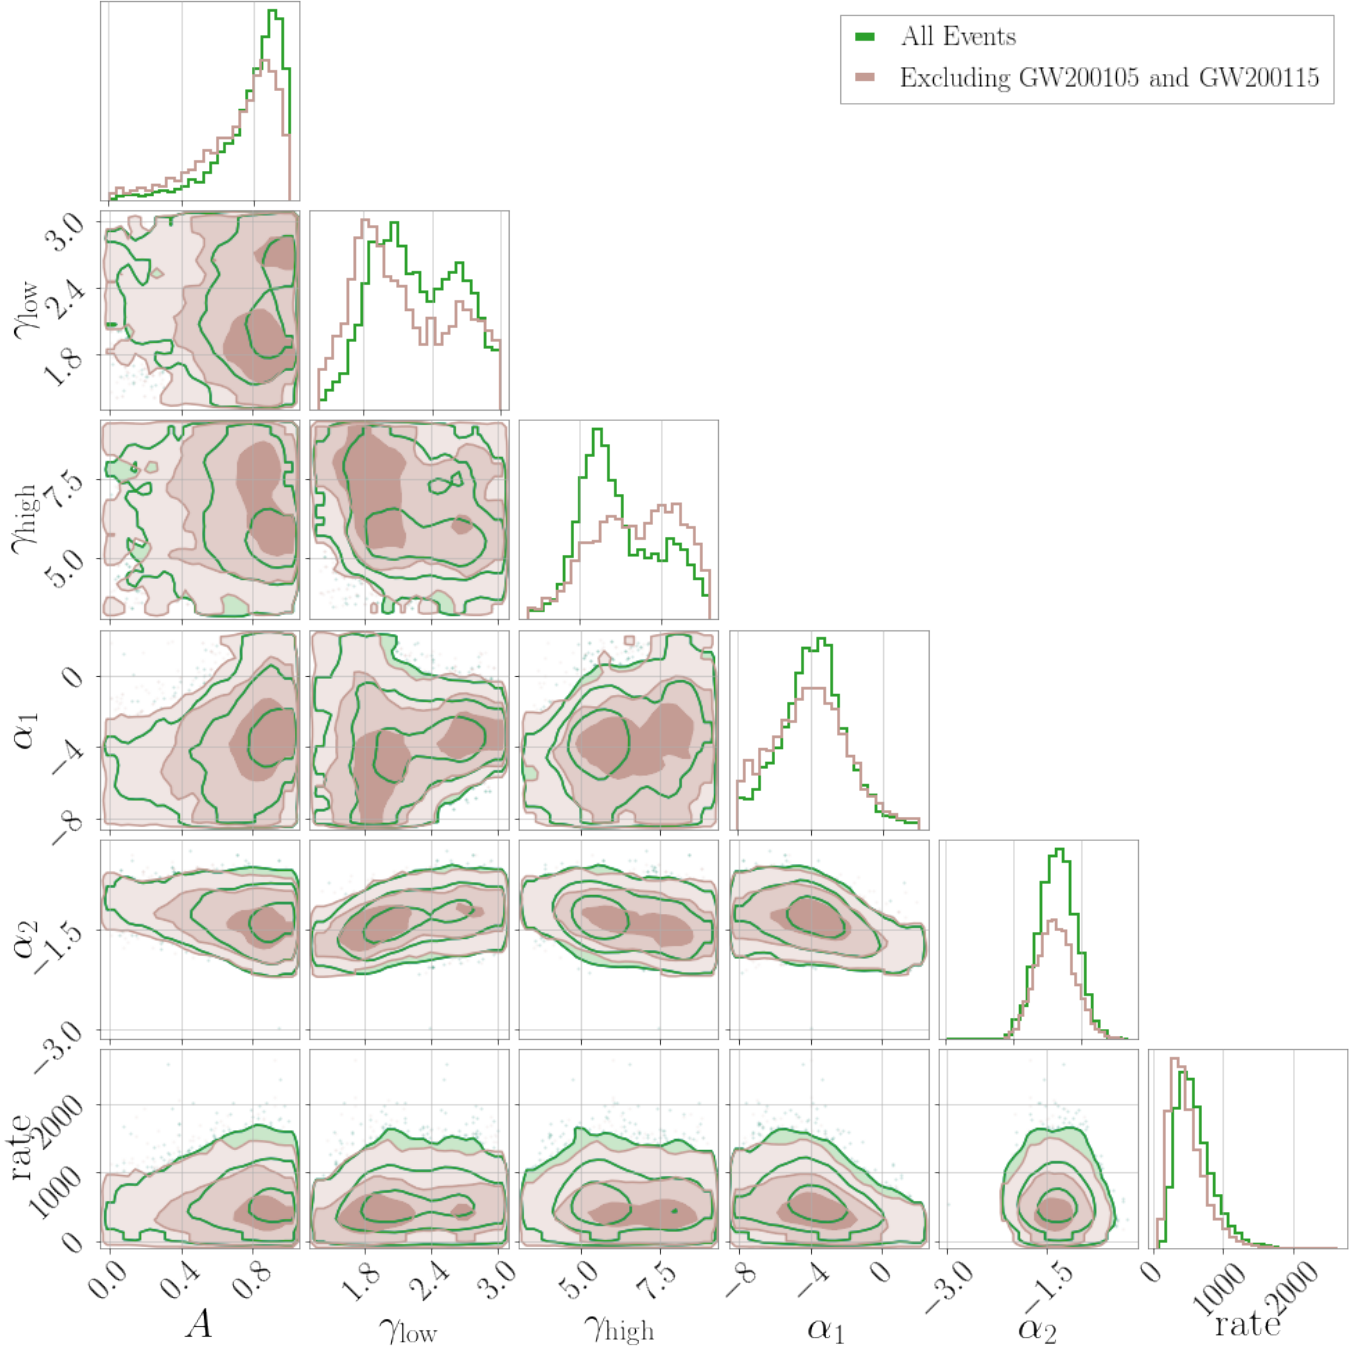 All Events
Excluding GW200105 and GW200115
3.0
2.4
1.8
γlow
7.5
5.0
γhigh
0
−4
−8
α1
−1.5
−3.0
α2
2000
1000
0
rate
0.0 0.4 0.8 1.8 2.4 3.0 5.0 7.5 −8 −4 0 −3.0 −1.5 0 1000 2000
A γlow γhigh α1 α2 rate